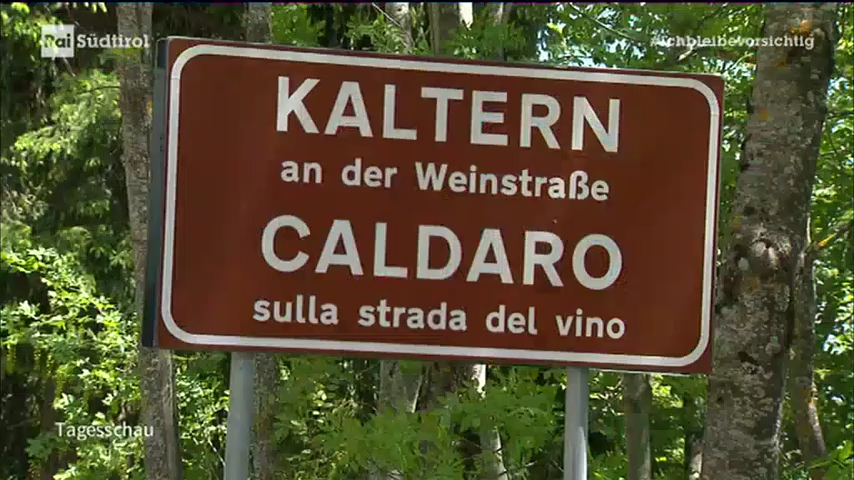 rai Südtirol
#ichbleibevorsichtig
KALTERN
an der Weinstraße
CALDARO
sulla strada del vino
Tagesschau